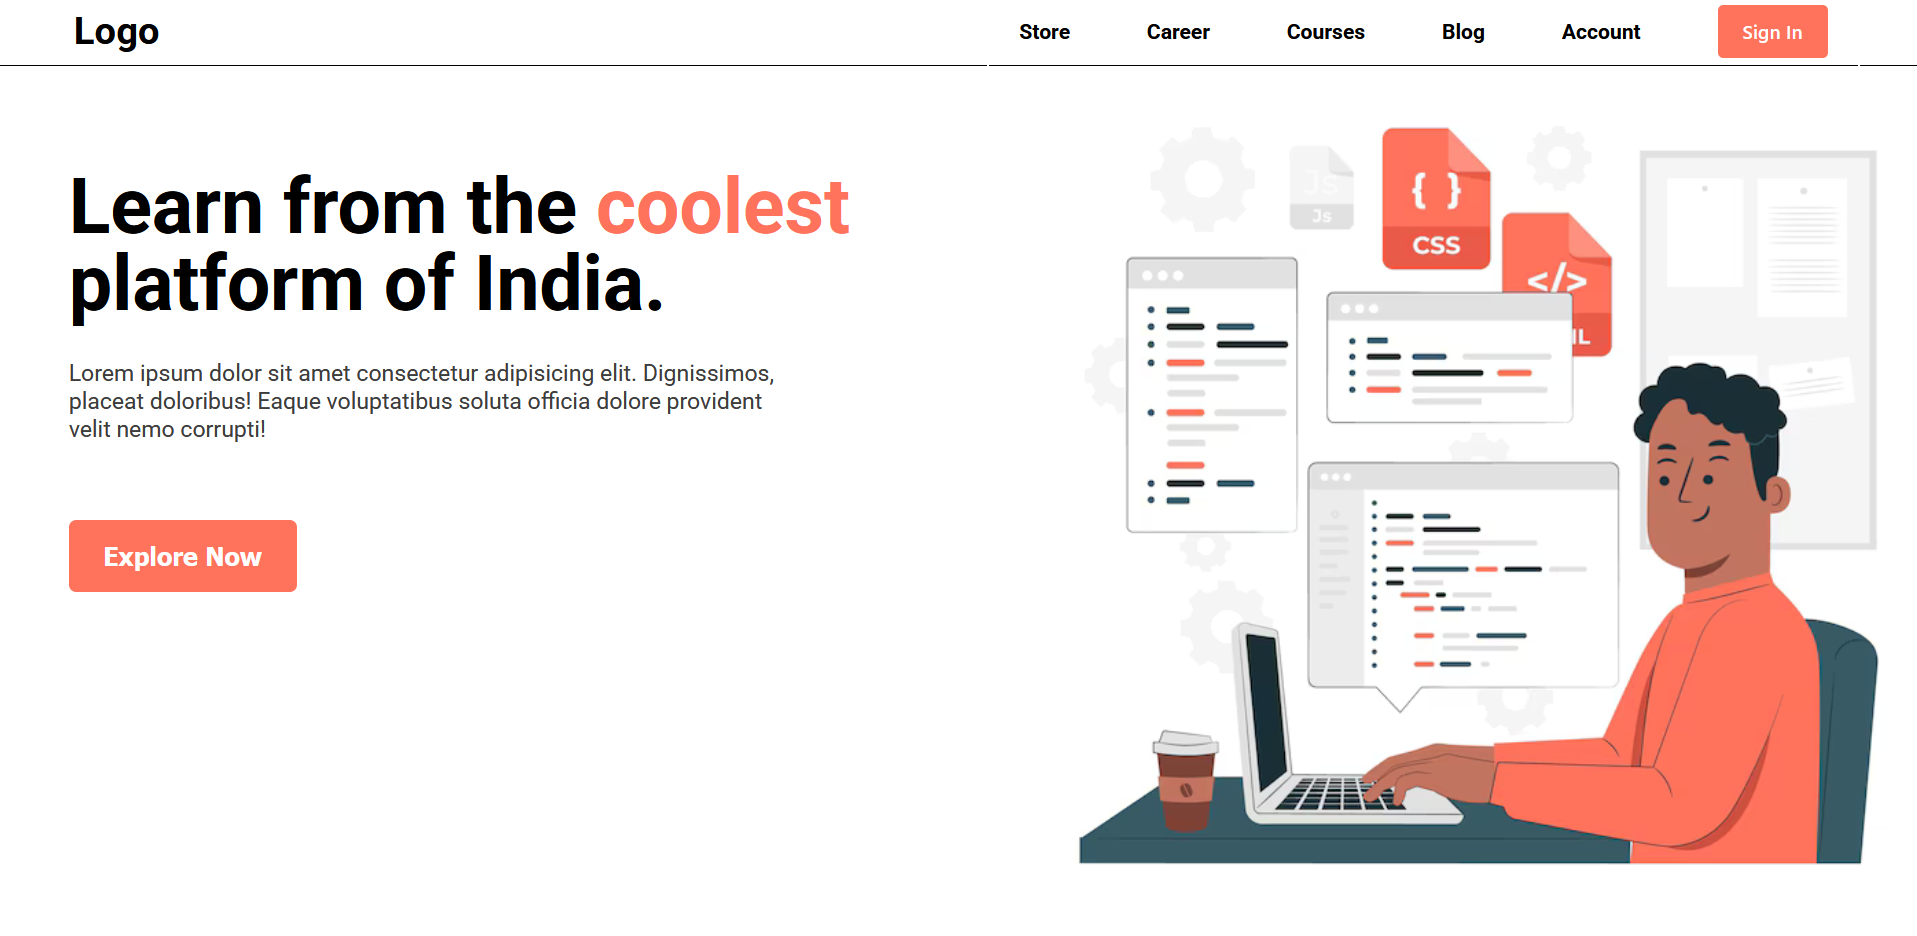 Logo
Store Career Courses Blog Account Sign In
Learn from the coolest
platform of India.
Lorem ipsum dolor sit amet consectetur adipisicing elit. Dignissimos,
placeat doloribus! Eaque voluptatibus soluta officia dolore provident
velit nemo corrupti!
Explore Now
Js
Js
{ }
CSS
</>
IL